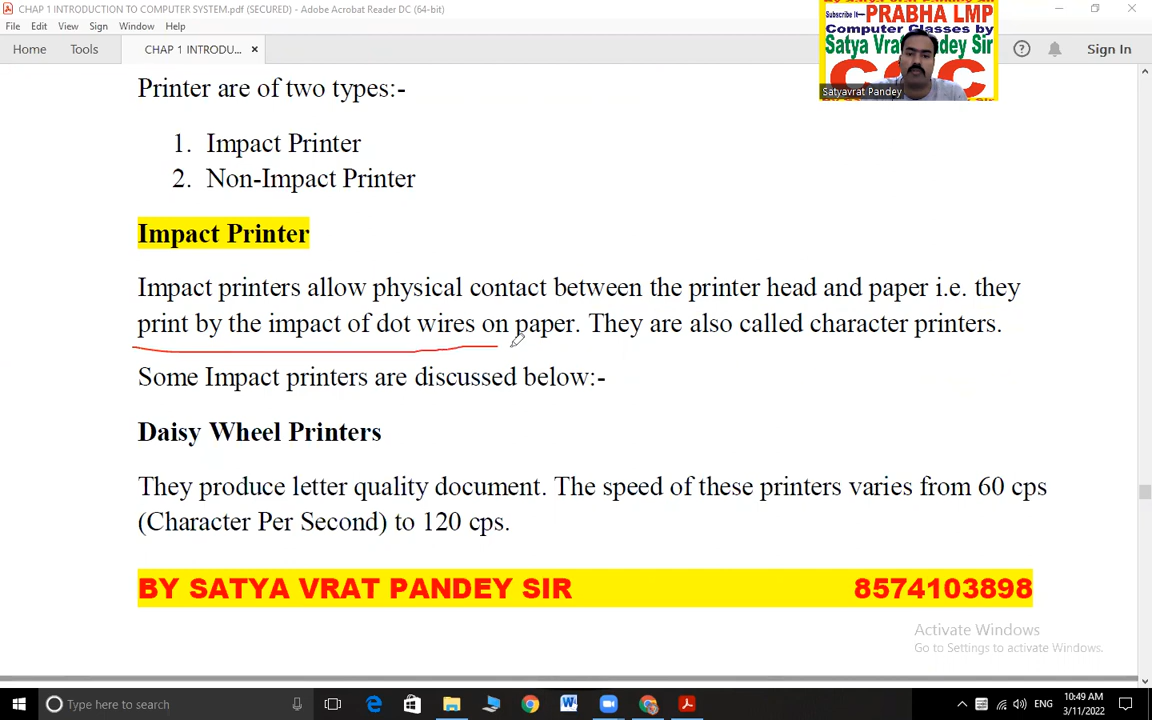 CHAP 1 INTRODUCTION TO COMPUTER SYSTEM.pdf (SECURED) - Adobe Acrobat Reader DC (64-bit)
File Edit View Sign Window Help
Home Tools CHAP 1 INTRODU... × Sign In
Subscribe It— PRABHA LMP
Computer Classes by
Satya Vrat Pandey Sir
CCC
Satyavrat Pandey
Printer are of two types:-
1. Impact Printer
2. Non-Impact Printer
Impact Printer
Impact printers allow physical contact between the printer head and paper i.e. they
print by the impact of dot wires on paper. They are also called character printers.
Some Impact printers are discussed below:-
Daisy Wheel Printers
They produce letter quality document. The speed of these printers varies from 60 cps
(Character Per Second) to 120 cps.
BY SATYA VRAT PANDEY SIR 8574103898
Activate Windows
Go to Settings to activate Windows.
Type here to search
ENG
10:49 AM
3/11/2022